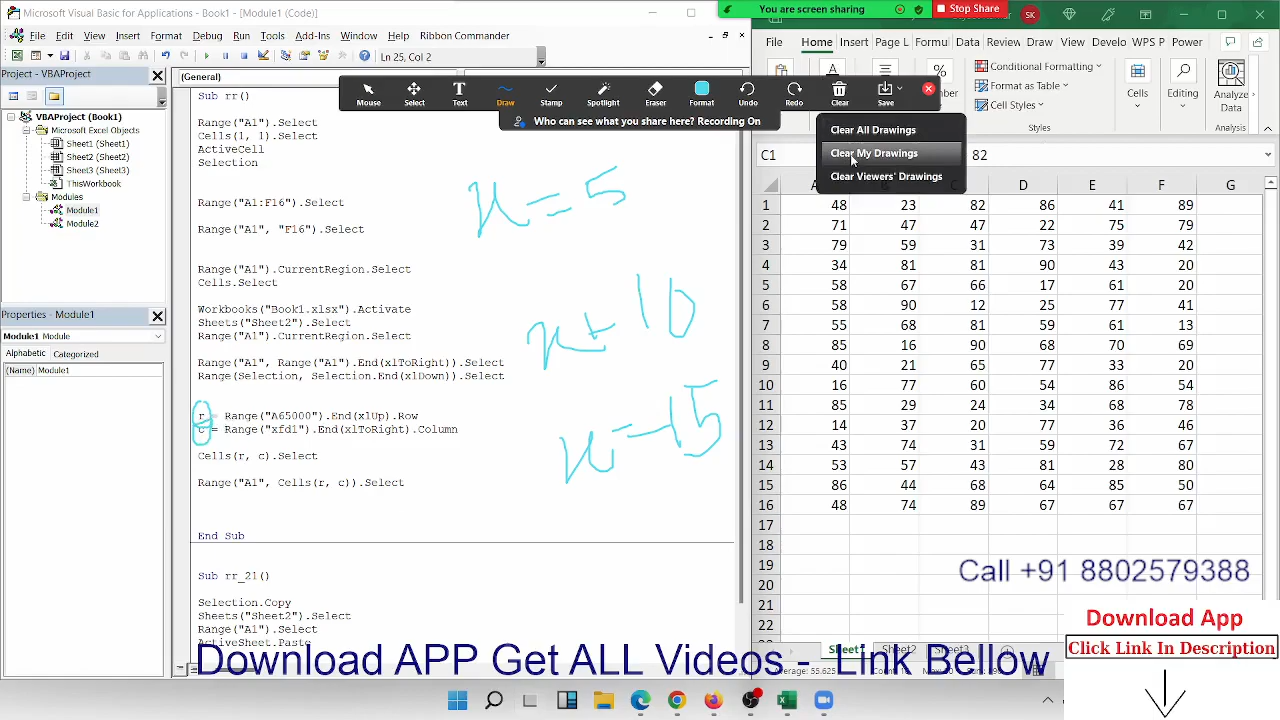 Microsoft Visual Basic for Applications - Book1 - [Module1 (Code)]
You are screen sharing
Stop Share
SK
File Edit View Insert Format Debug Run Tools Add-Ins Window Help Ribbon Commander
Ln 25, Col 2
File Home Insert Page L Formul Data Review Draw View Develo WPS P Power
Project - VBAProject
(General)
VBAProject (Book1)
Microsoft Excel Objects
Sheet1 (Sheet1)
Sheet2 (Sheet2)
Sheet3 (Sheet3)
ThisWorkbook
Modules
Module1
Module2
Mouse Select Text Draw Stamp Spotlight Eraser Format Undo Redo Clear Save
Who can see what you share here? Recording On
Clear All Drawings
Clear My Drawings
Clear Viewers' Drawings
Conditional Formatting
Format as Table
Cell Styles
Styles
Cells
Editing
Analyze
Data
Analysis
Properties - Module1
Module1 Module
Alphabetic Categorized
(Name) Module1
Sub rr()
Range("A1").Select
Cells(1, 1).Select
ActiveCell
Selection
Range("A1:F16").Select
Range("A1", "F16").Select
Range("A1").CurrentRegion.Select
Cells.Select
Workbooks("Book1.xlsx").Activate
Sheets("Sheet2").Select
Range("A1").CurrentRegion.Select
Range("A1", Range("A1").End(xlToRight)).Select
Range(Selection, Selection.End(xlDown)).Select
r = Range("A65000").End(xlUp).Row
c = Range("xfd1").End(xlToRight).Column
Cells(r, c).Select
Range("A1", Cells(r, c)).Select
End Sub
Sub rr_21()
Selection.Copy
Sheets("Sheet2").Select
Range("A1").Select
ActiveSheet.Paste
x = 5
x + 10
x = 15
C1 82
D E F G
1 48 23 82 86 41 89
2 71 47 47 22 75 79
3 79 59 31 73 39 42
4 34 81 81 90 43 20
5 58 67 66 17 61 20
6 58 90 12 25 77 41
7 55 68 81 59 61 13
8 85 16 90 68 70 69
9 40 21 65 77 33 20
10 16 77 60 54 86 54
11 85 29 24 34 68 78
12 14 37 20 77 36 46
13 43 74 31 59 72 67
14 53 57 43 81 28 80
15 86 44 68 64 85 50
16 48 74 89 67 67 67
17
18
19
20
21
22
Call +91 8802579388
Download App
Click Link In Description
Sheet1 Sheet2 Sheet3
Download APP Get ALL Videos - Link Bellow